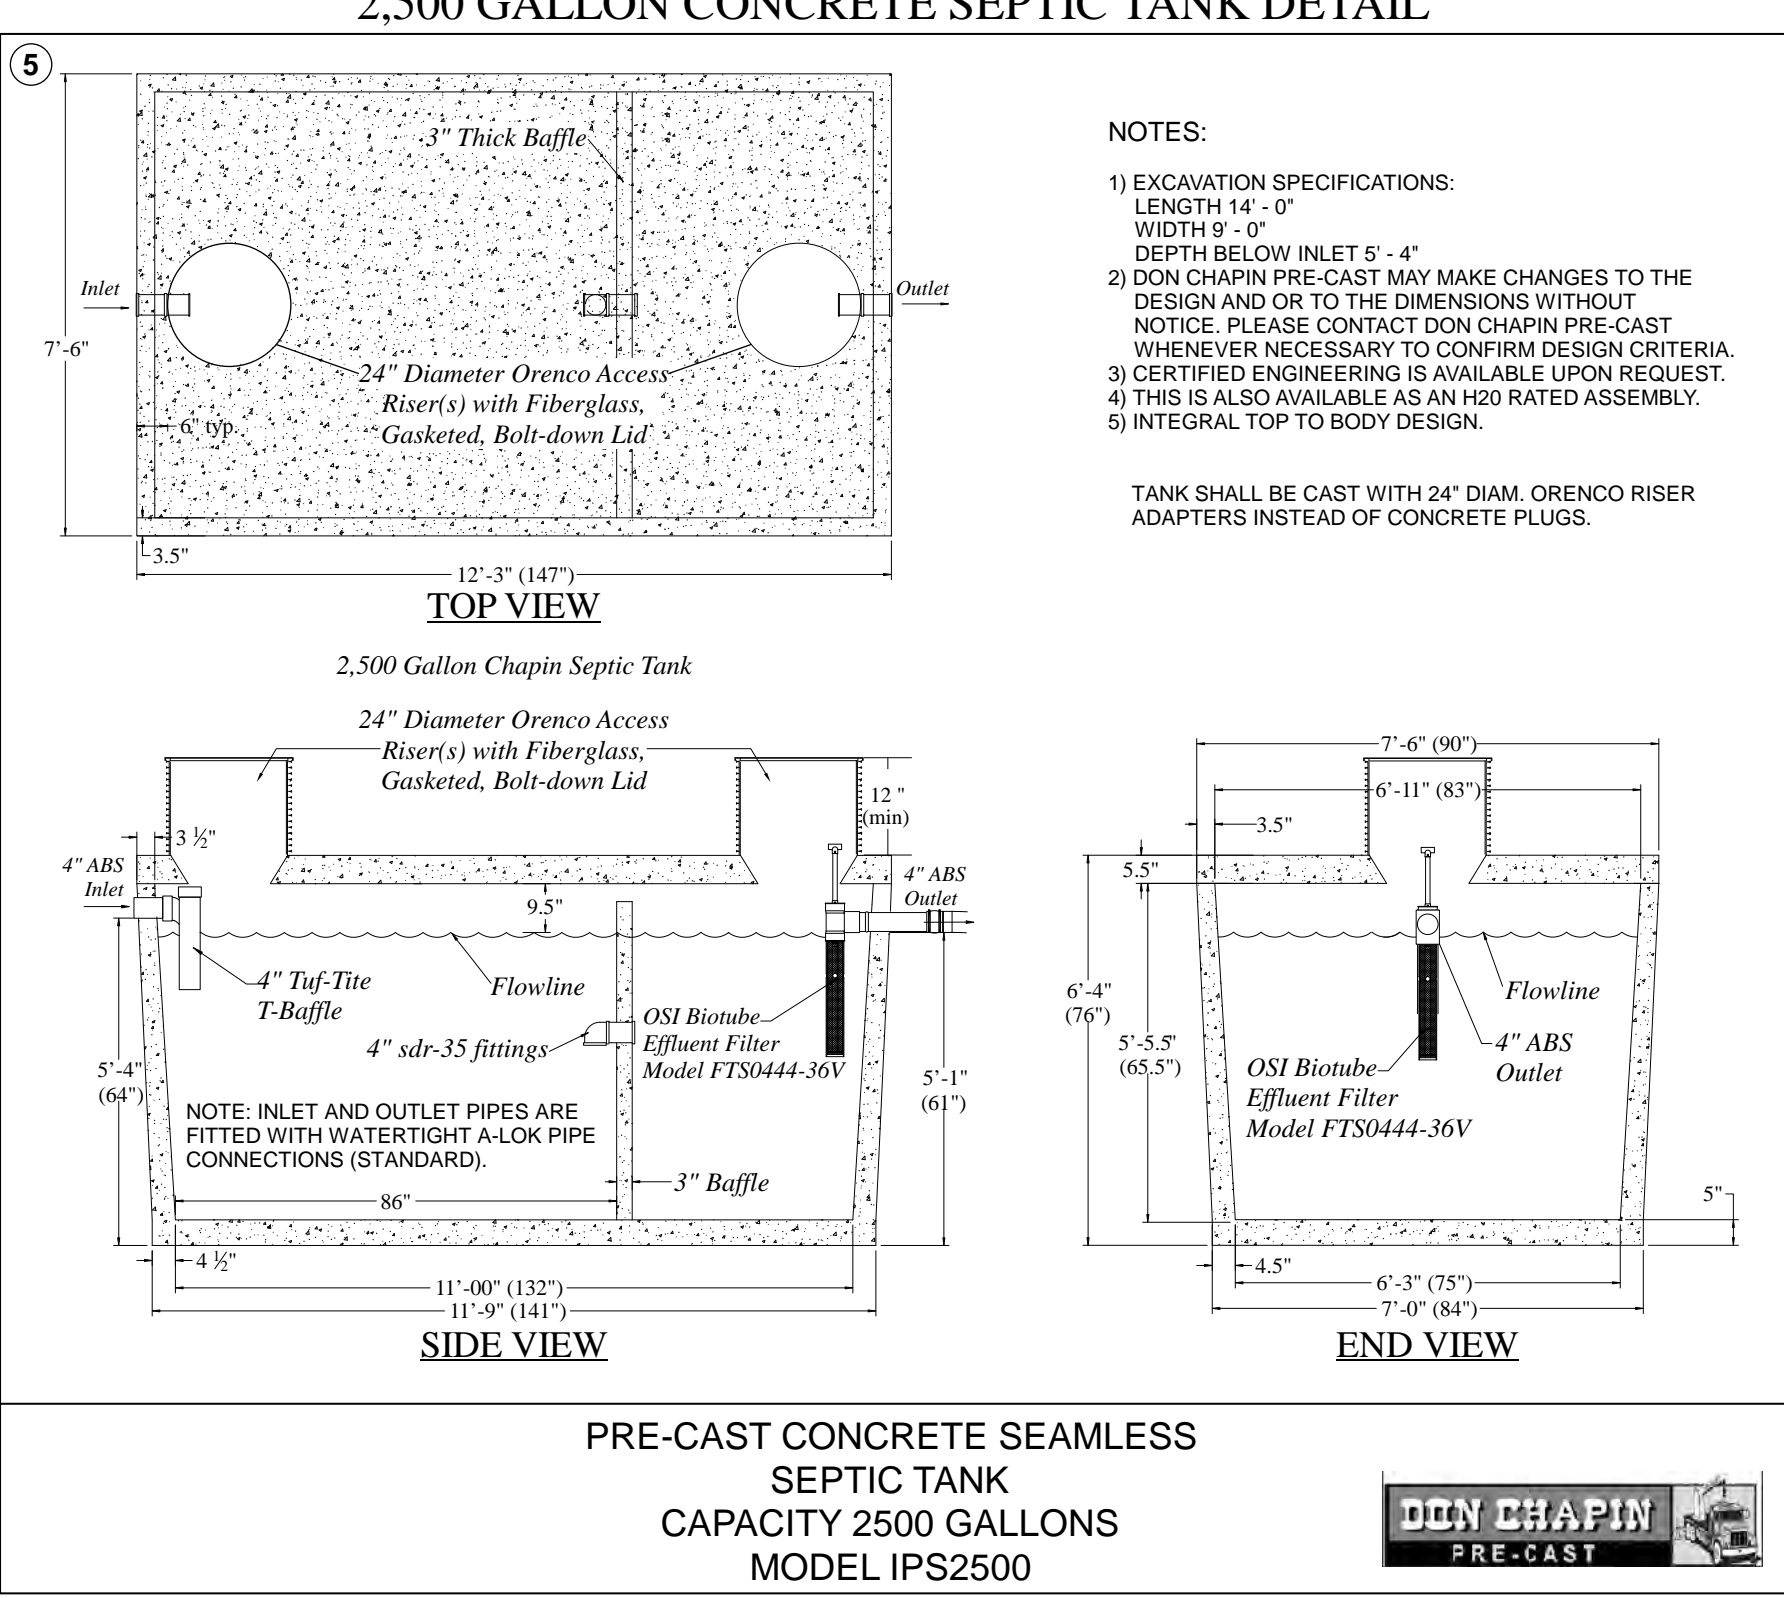 2,500 GALLON CONCRETE SEPTIC TANK DETAIL
5
3" Thick Baffle
Inlet
Outlet
7'-6"
24" Diameter Orenco Access
Riser(s) with Fiberglass,
Gasketed, Bolt-down Lid
6" typ.
3.5"
12'-3" (147")
TOP VIEW
NOTES:
1) EXCAVATION SPECIFICATIONS:
LENGTH 14' - 0"
WIDTH 9' - 0"
DEPTH BELOW INLET 5' - 4"
2) DON CHAPIN PRE-CAST MAY MAKE CHANGES TO THE
DESIGN AND OR TO THE DIMENSIONS WITHOUT
NOTICE. PLEASE CONTACT DON CHAPIN PRE-CAST
WHENEVER NECESSARY TO CONFIRM DESIGN CRITERIA.
3) CERTIFIED ENGINEERING IS AVAILABLE UPON REQUEST.
4) THIS IS ALSO AVAILABLE AS AN H20 RATED ASSEMBLY.
5) INTEGRAL TOP TO BODY DESIGN.
TANK SHALL BE CAST WITH 24" DIAM. ORENCO RISER
ADAPTERS INSTEAD OF CONCRETE PLUGS.
2,500 Gallon Chapin Septic Tank
24" Diameter Orenco Access
Riser(s) with Fiberglass,
Gasketed, Bolt-down Lid
12 "
(min)
3 ½"
4" ABS
Inlet
9.5"
4" ABS
Outlet
4" Tuf-Tite
T-Baffle
Flowline
4" sdr-35 fittings
OSI Biotube
Effluent Filter
Model FTS0444-36V
5'-4"
(64")
5'-1"
(61")
NOTE: INLET AND OUTLET PIPES ARE
FITTED WITH WATERTIGHT A-LOK PIPE
CONNECTIONS (STANDARD).
3" Baffle
86"
4 ½"
11'-00" (132")
11'-9" (141")
SIDE VIEW
7'-6" (90")
6'-11" (83")
3.5"
5.5"
6'-4"
(76")
5'-5.5"
(65.5")
Flowline
4" ABS
Outlet
OSI Biotube
Effluent Filter
Model FTS0444-36V
5"
4.5"
6'-3" (75")
7'-0" (84")
END VIEW
PRE-CAST CONCRETE SEAMLESS
SEPTIC TANK
CAPACITY 2500 GALLONS
MODEL IPS2500
DON CHAPIN
PRE-CAST